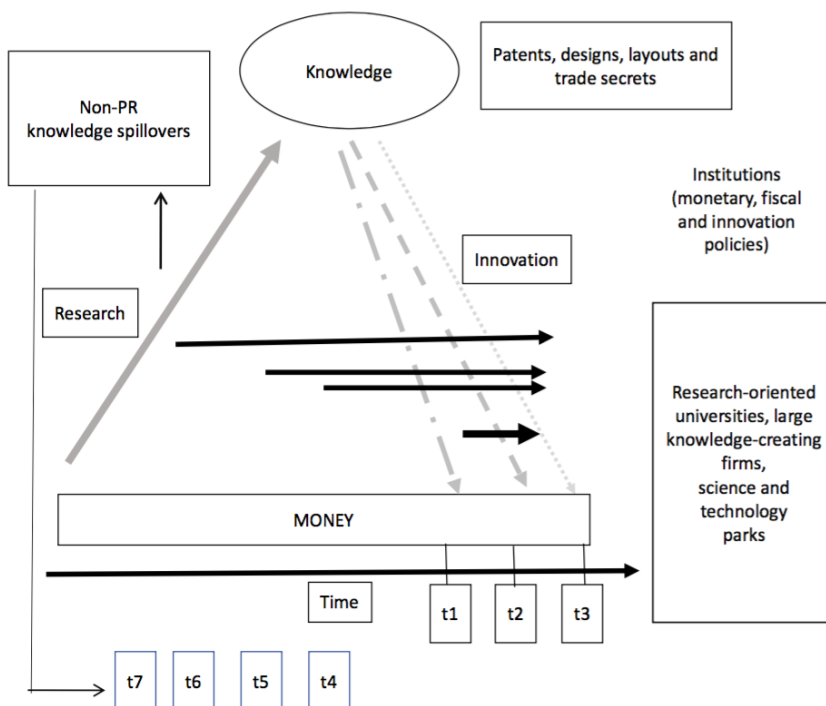 Knowledge
Patents, designs, layouts and
trade secrets
Non-PR
knowledge spillovers
Institutions
(monetary, fiscal
and innovation
policies)
Innovation
Research
Research-oriented
universities, large
knowledge-creating
firms,
science and
technology
parks
MONEY
Time
t1
t2
t3
t7
t6
t5
t4